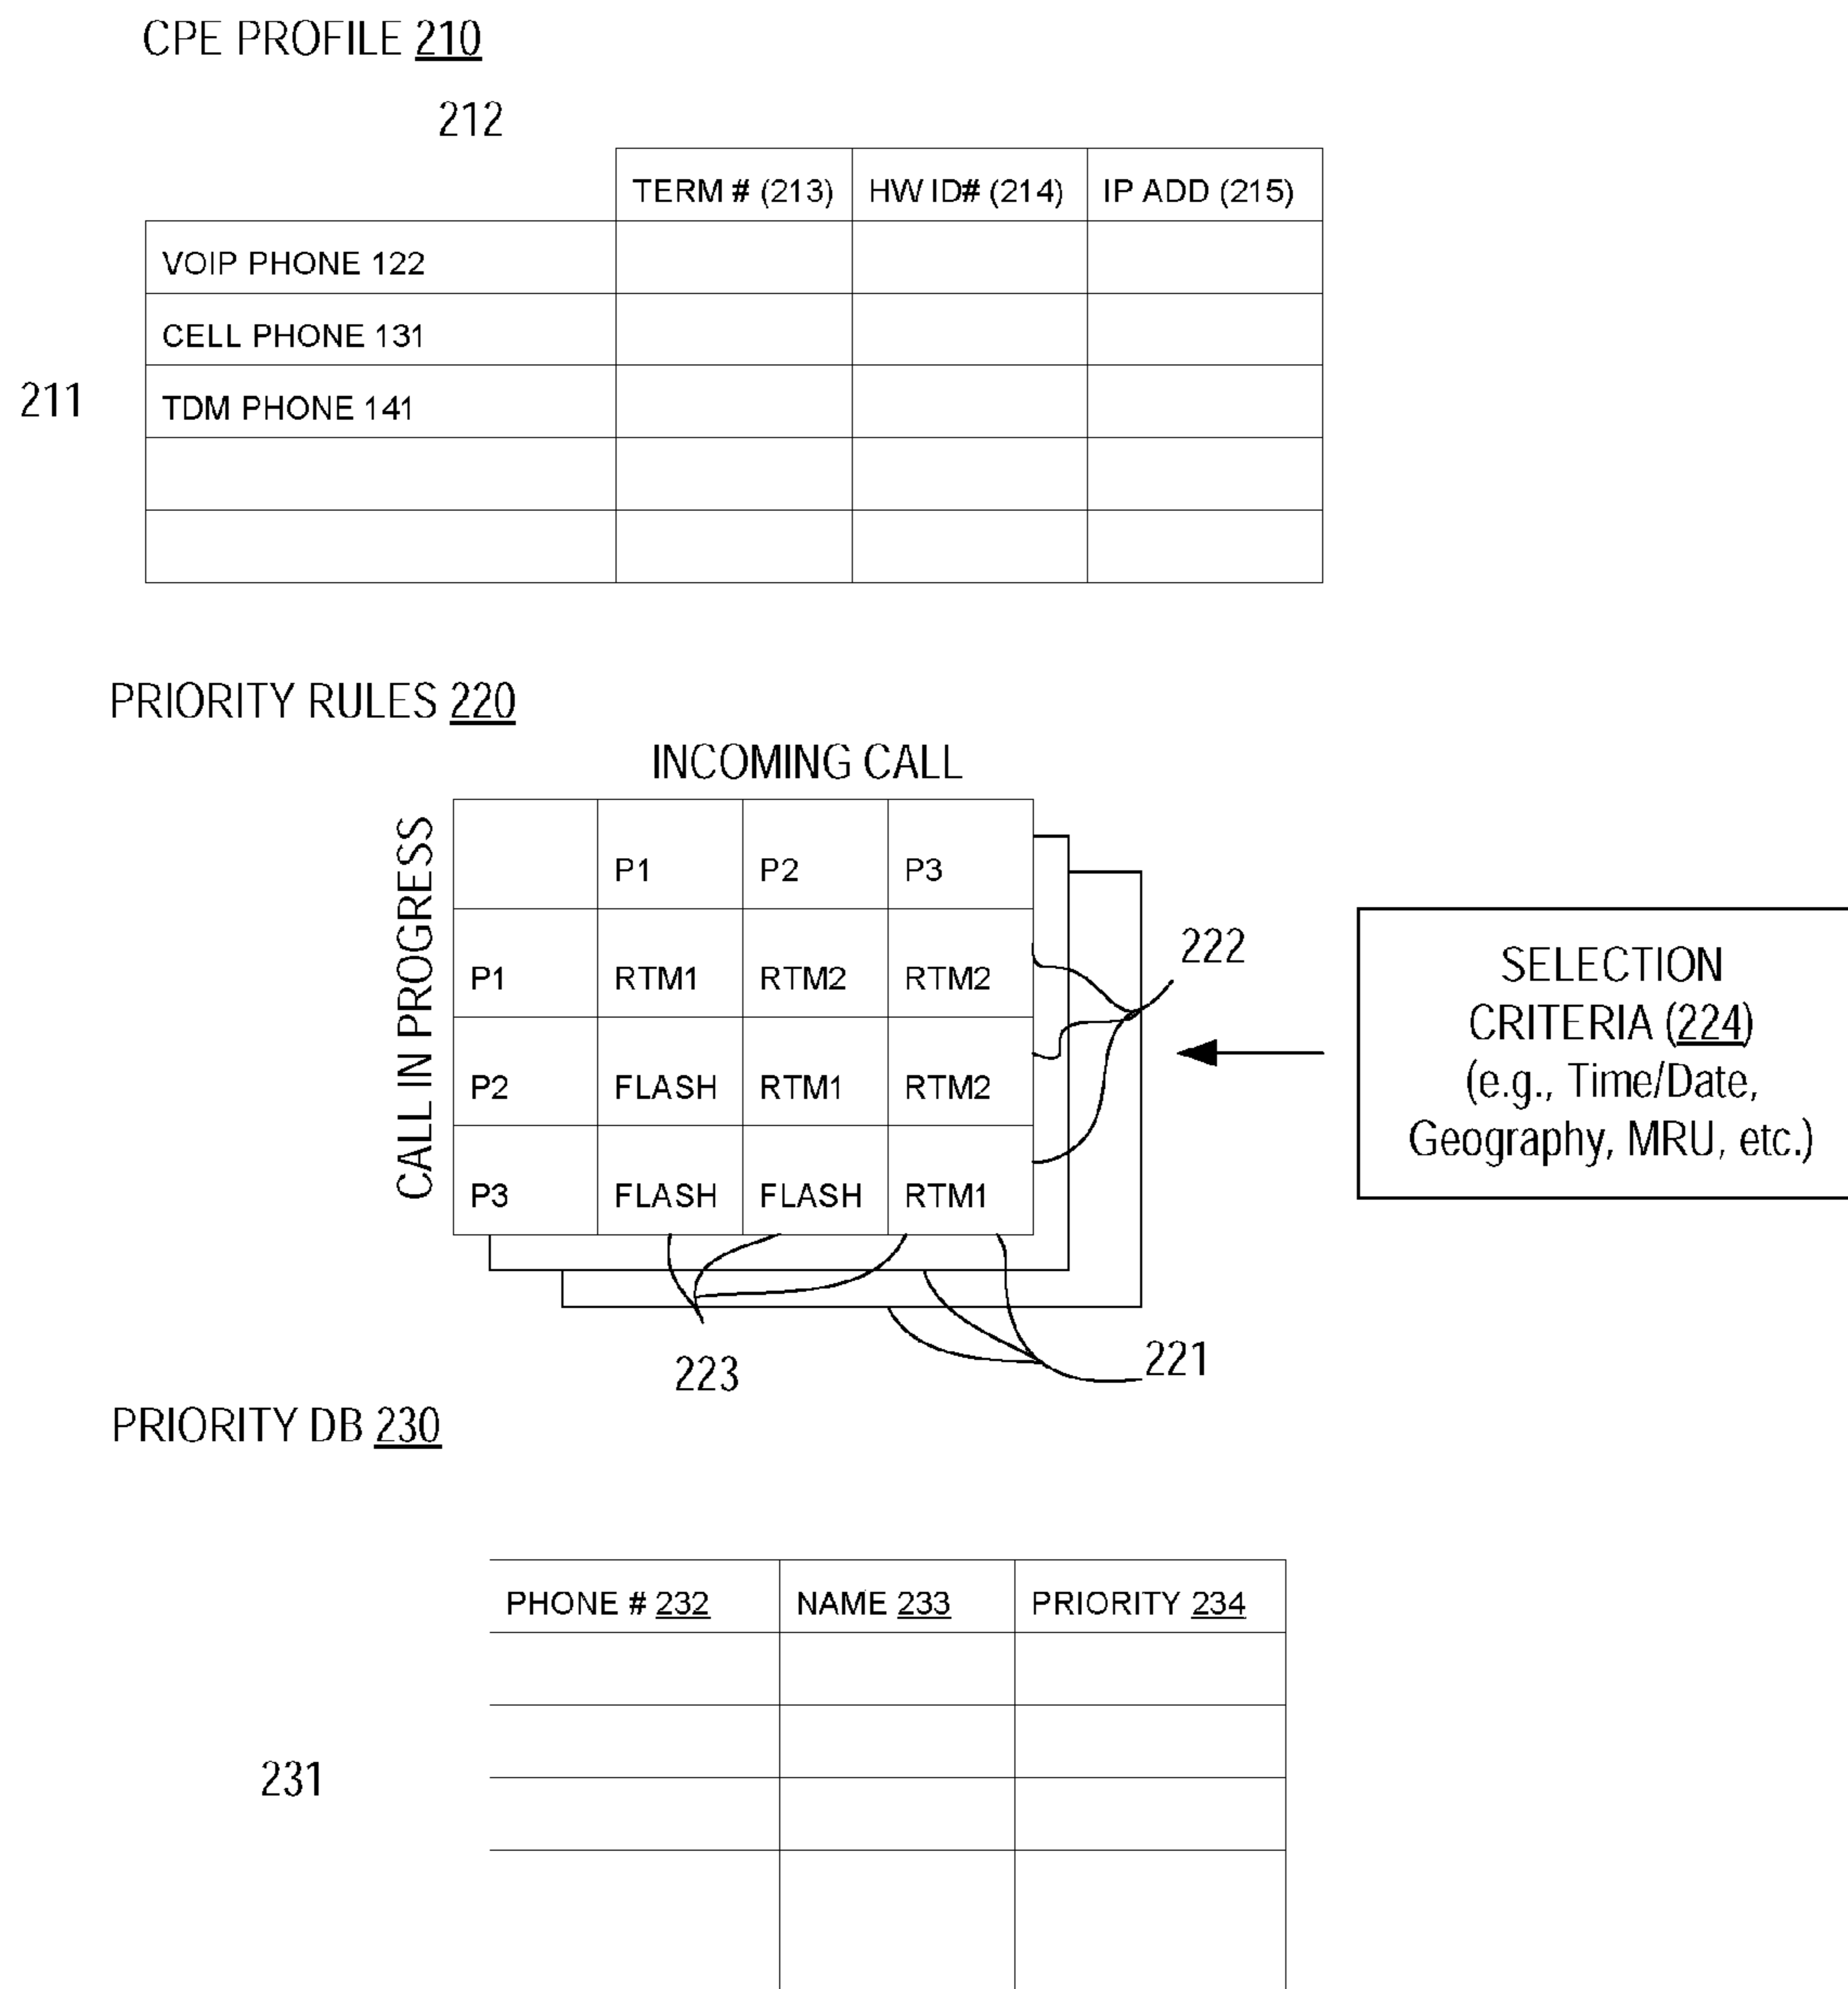 CPE PROFILE 210
212
TERM # (213) HW ID# (214) IP ADD (215)
VOIP PHONE 122
CELL PHONE 131
211
TDM PHONE 141
PRIORITY RULES 220
INCOMING CALL
CALL IN PROGRESS
P1 P2 P3
P1 RTM1 RTM2 RTM2
P2 FLASH RTM1 RTM2
P3 FLASH FLASH RTM1
222
223
221
SELECTION
CRITERIA (224)
(e.g., Time/Date,
Geography, MRU, etc.)
PRIORITY DB 230
PHONE # 232 NAME 233 PRIORITY 234
231